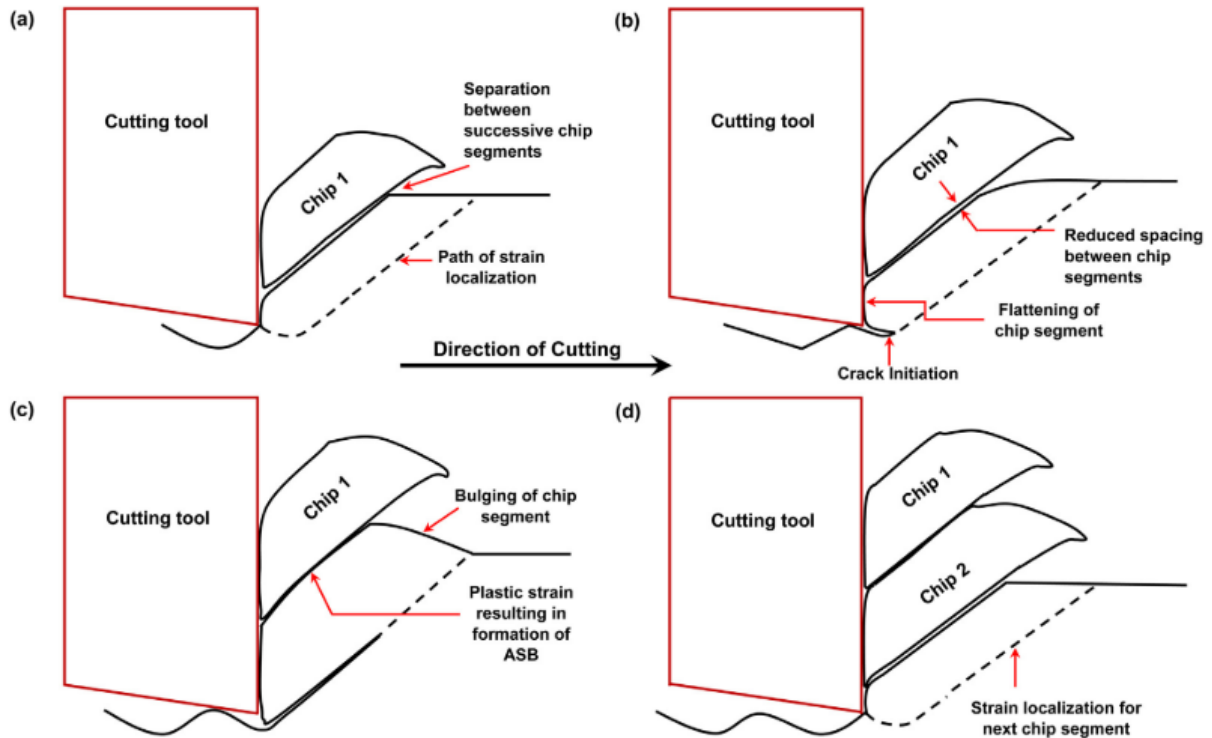 (a)
Cutting tool
Chip 1
Separation
between
successive chip
segments
Path of strain
localization
(b)
Cutting tool
Chip 1
Reduced spacing
between chip
segments
Flattening of
chip segment
Crack Initiation
Direction of Cutting
(c)
Cutting tool
Chip 1
Bulging of chip
segment
Plastic strain
resulting in
formation of
ASB
(d)
Cutting tool
Chip 1
Chip 2
Strain localization for
next chip segment